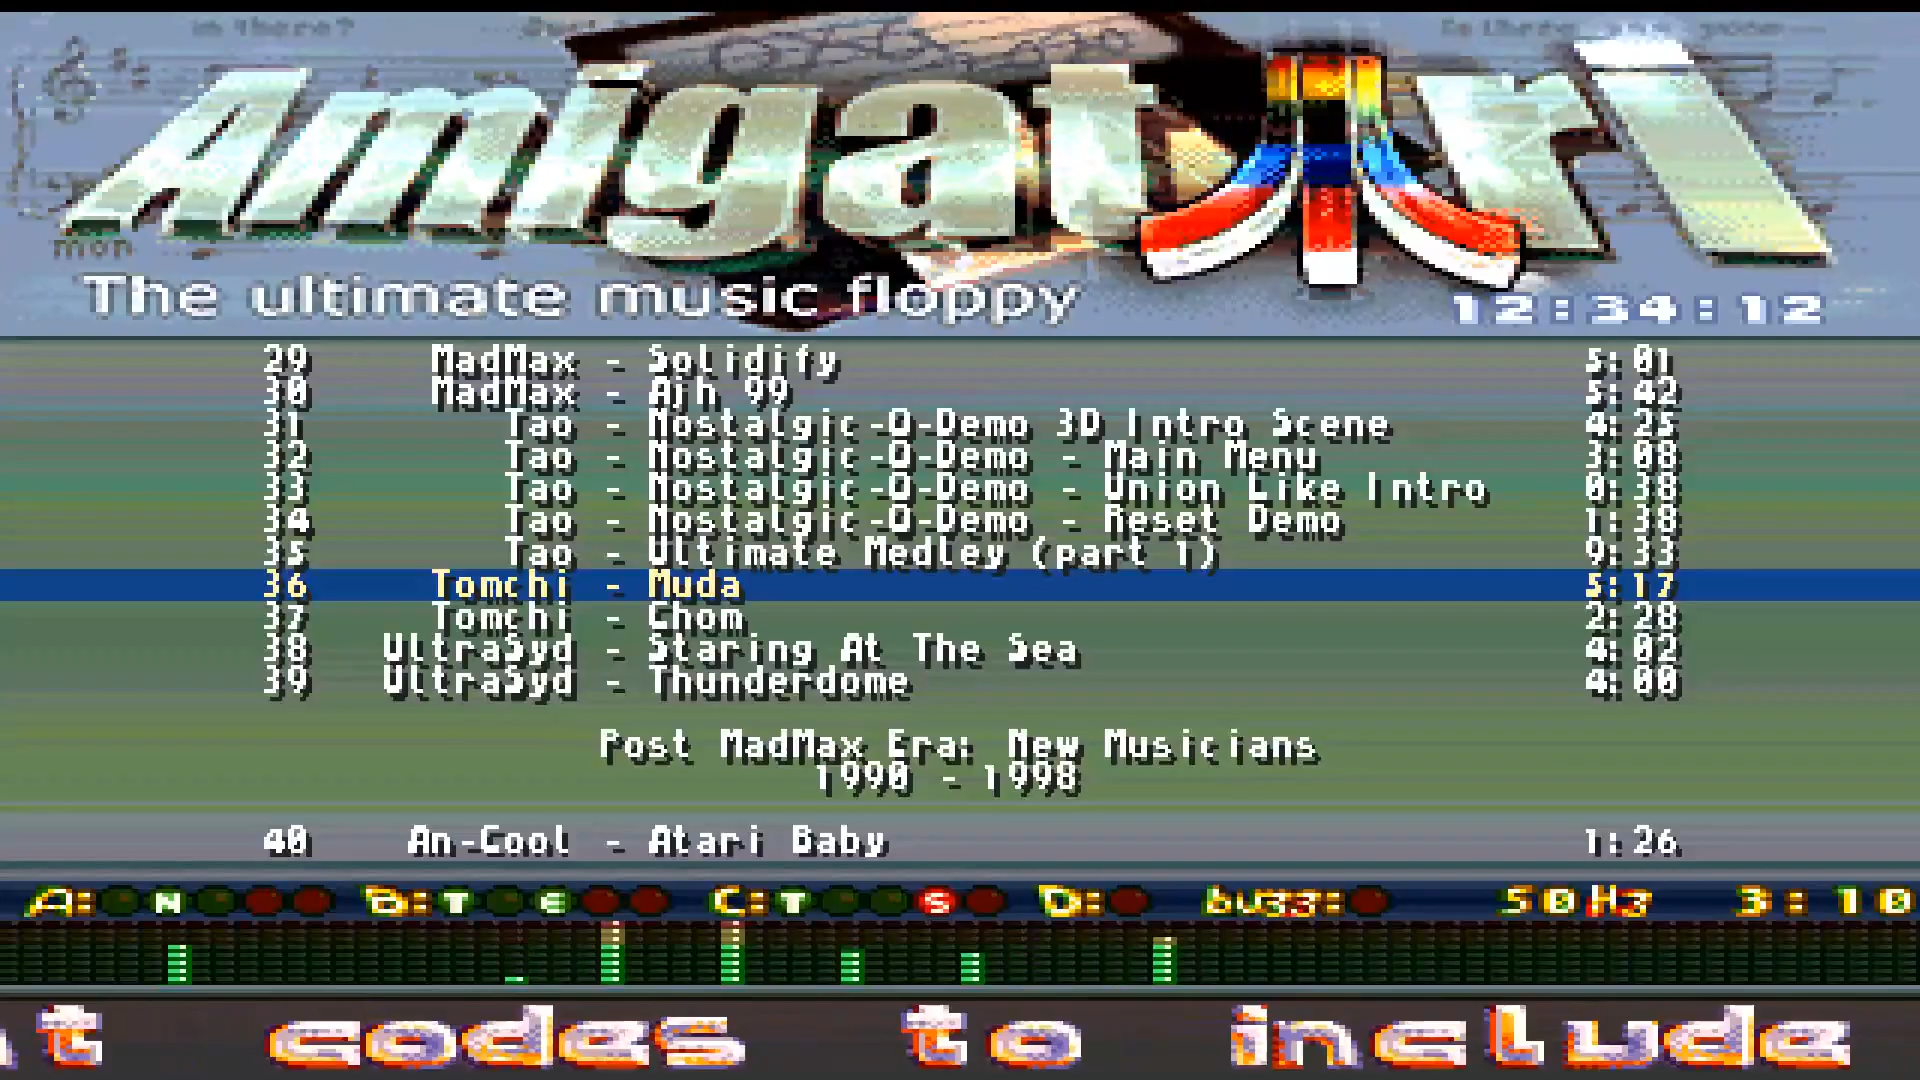 Amigatari
The ultimate music floppy
12:34:12
29 MadMax - Solidify 5:01
30 MadMax - Ajh 99 5:42
31 Tao - Nostalgic-O-Demo 3D Intro Scene 4:25
32 Tao - Nostalgic-O-Demo - Main Menu 3:08
33 Tao - Nostalgic-O-Demo - Union Like Intro 0:38
34 Tao - Nostalgic-O-Demo - Reset Demo 1:38
35 Tao - Ultimate Medley (part 1) 9:33
36 Tomchi - Muda 5:17
37 Tomchi - Chom 2:28
38 UltraSyd - Staring At The Sea 4:02
39 UltraSyd - Thunderdome 4:00
Post MadMax Era: New Musicians
1990 - 1998
40 An-Cool - Atari Baby 1:26
A: N B: T E C: T S D: buzz: 50Hz 3:10
t codes to include